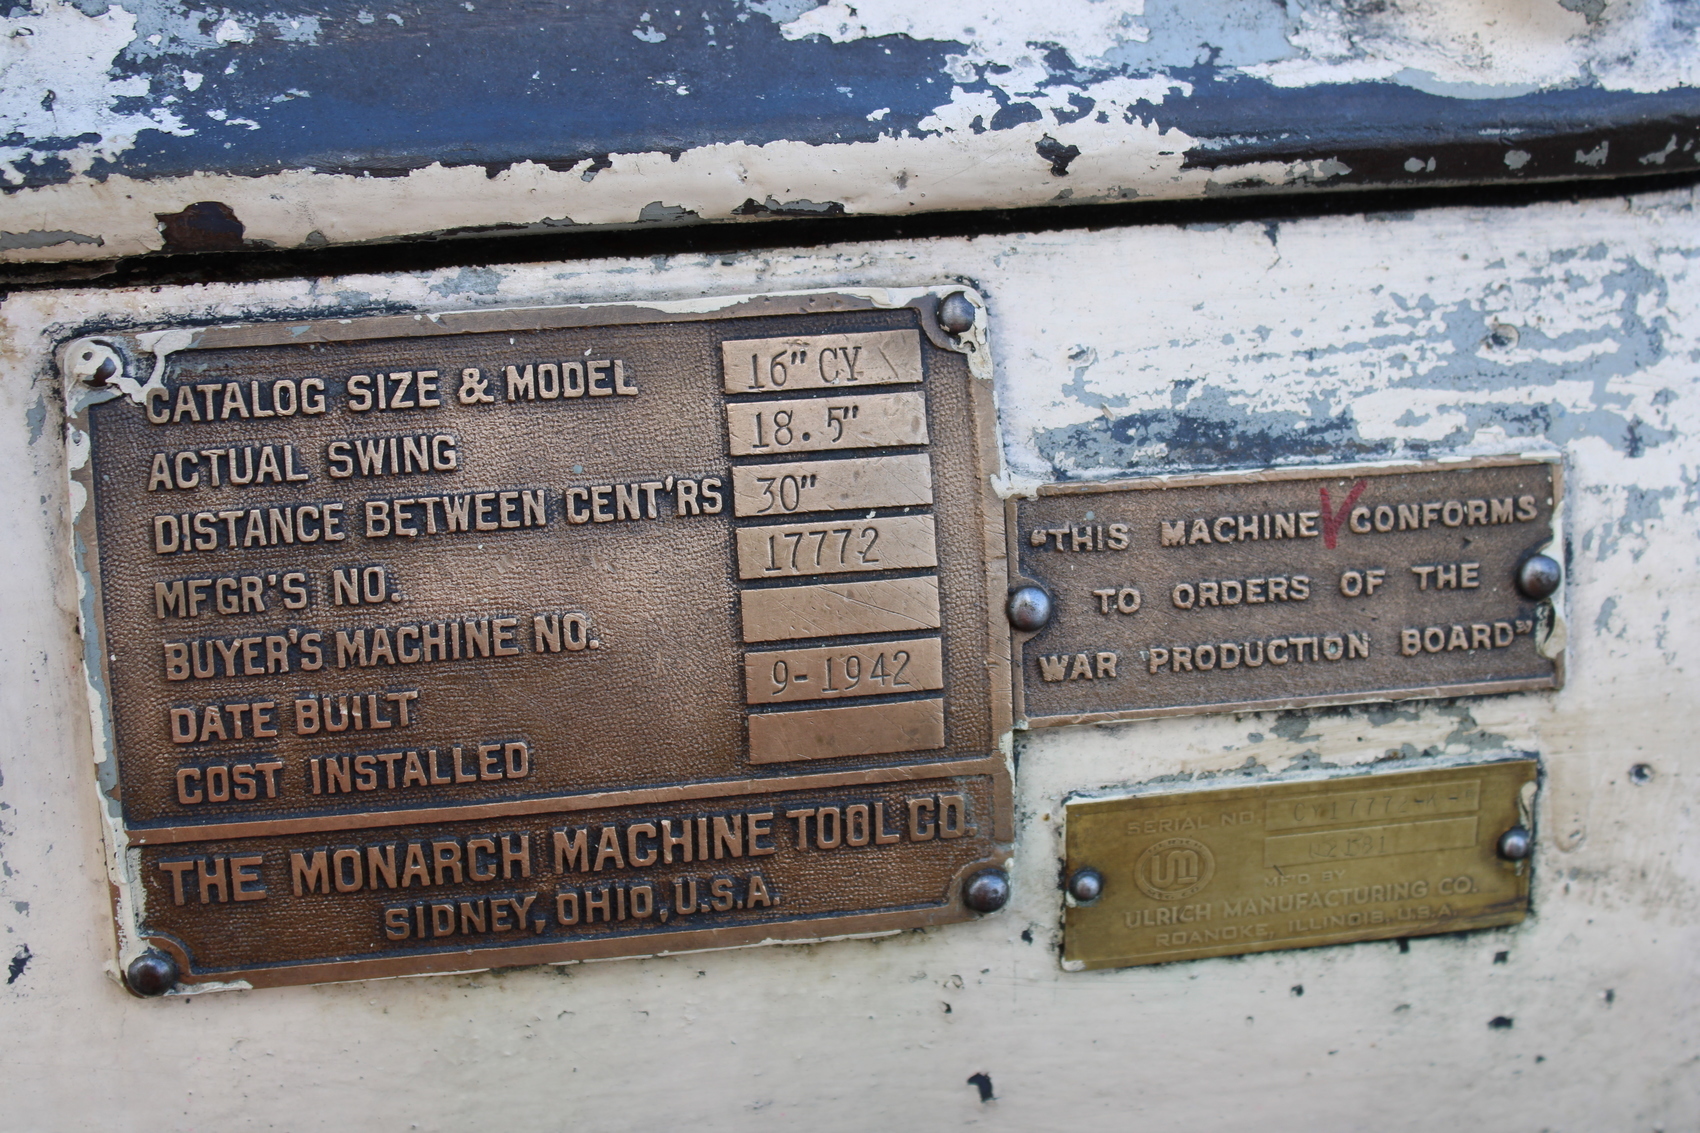 CATALOG SIZE & MODEL 16" CY
ACTUAL SWING 18.5"
DISTANCE BETWEEN CENT'RS 30"
MFGR'S NO. 17772
BUYER'S MACHINE NO.
DATE BUILT 9-1942
COST INSTALLED
THE MONARCH MACHINE TOOL CO.
SIDNEY, OHIO, U.S.A.
"THIS MACHINE CONFORMS
TO ORDERS OF THE
WAR PRODUCTION BOARD"
SERIAL NO.
UM
MF'D BY
ULRICH MANUFACTURING CO.
ROANOKE, ILLINOIS, U.S.A.